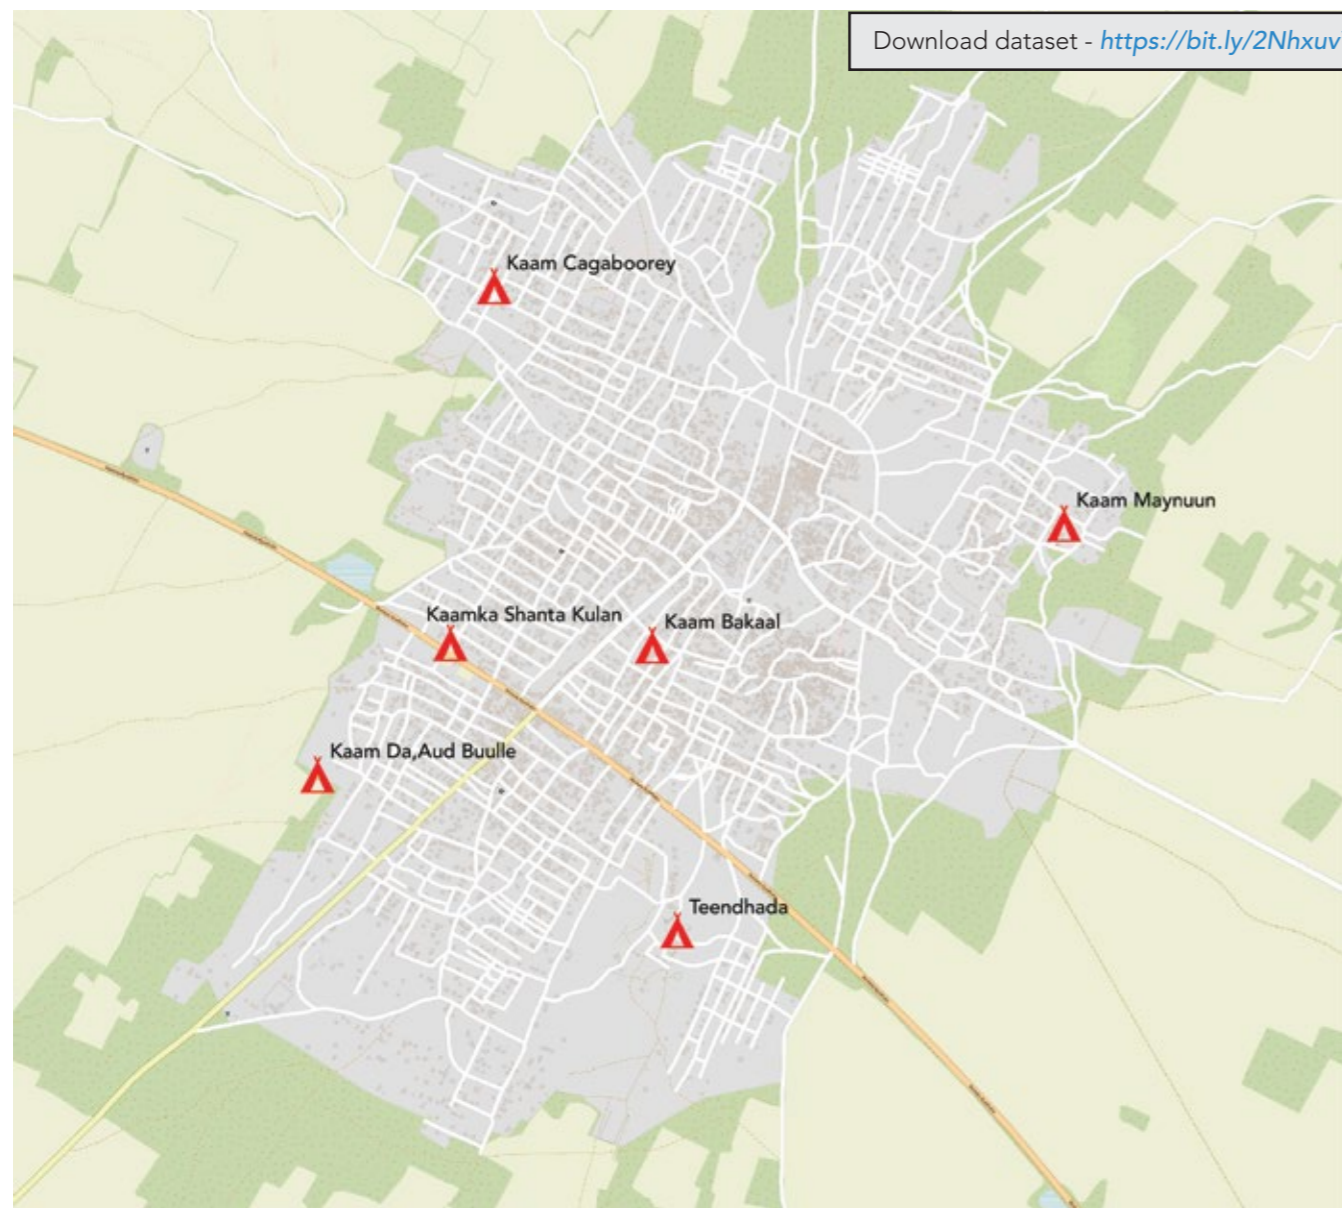 Download dataset - https://bit.ly/2Nhxuv
Kaam Cagaboorey
Kaam Maynuun
Kaamka Shanta Kulan
Kaam Bakaal
Kaam Da,Aud Buulle
Teendhada